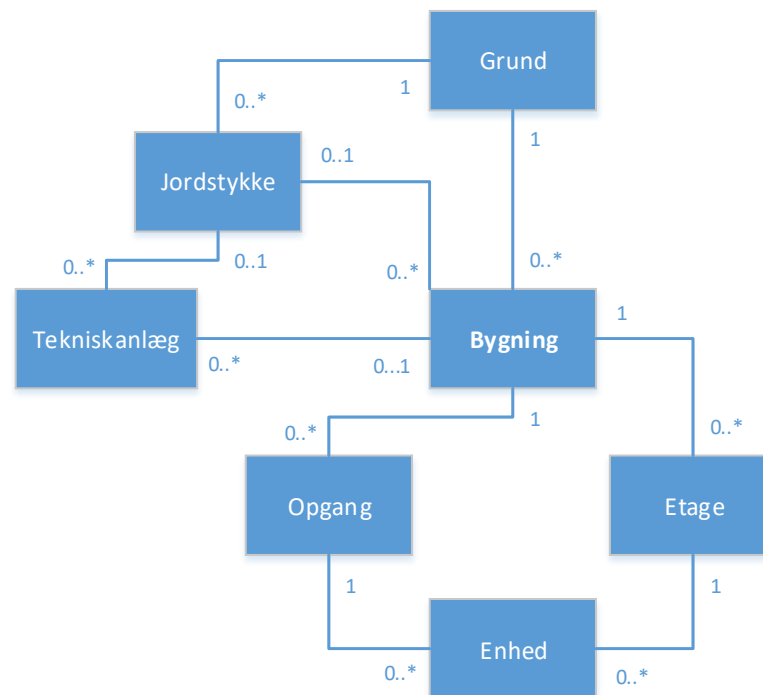 Grund
1
0..*
1
Jordstykke
0..1
0..*
0..1
0..*
0..*
Tekniskanlæg
Bygning
1
0..*
0...1
1
0..*
0..*
Opgang
Etage
1
1
Enhed
0..*
0..*